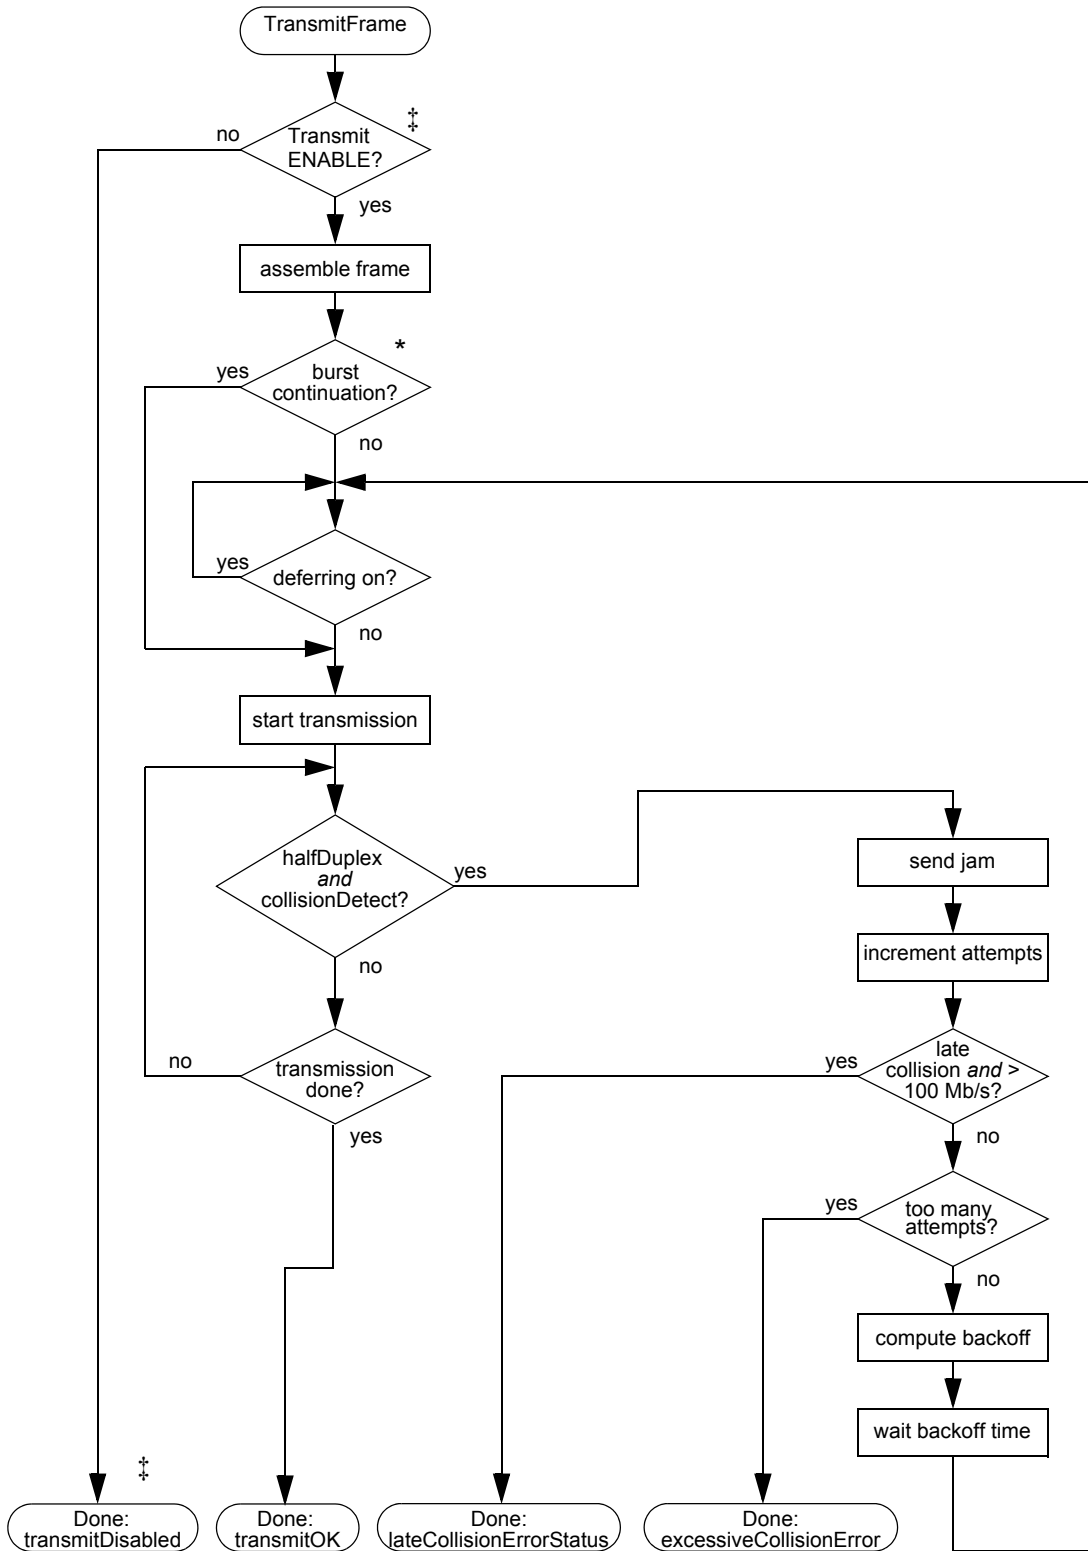 TransmitFrame
‡
no
Transmit
ENABLE?
yes
assemble frame
*
yes
burst
continuation?
no
yes
deferring on?
no
start transmission
halfDuplex
and
collisionDetect?
yes
send jam
increment attempts
no
no
transmission
done?
yes
yes
late
collision and >
100 Mb/s?
no
yes
too many
attempts?
no
compute backoff
wait backoff time
‡
Done:
transmitDisabled
Done:
transmitOK
Done:
lateCollisionErrorStatus
Done:
excessiveCollisionError